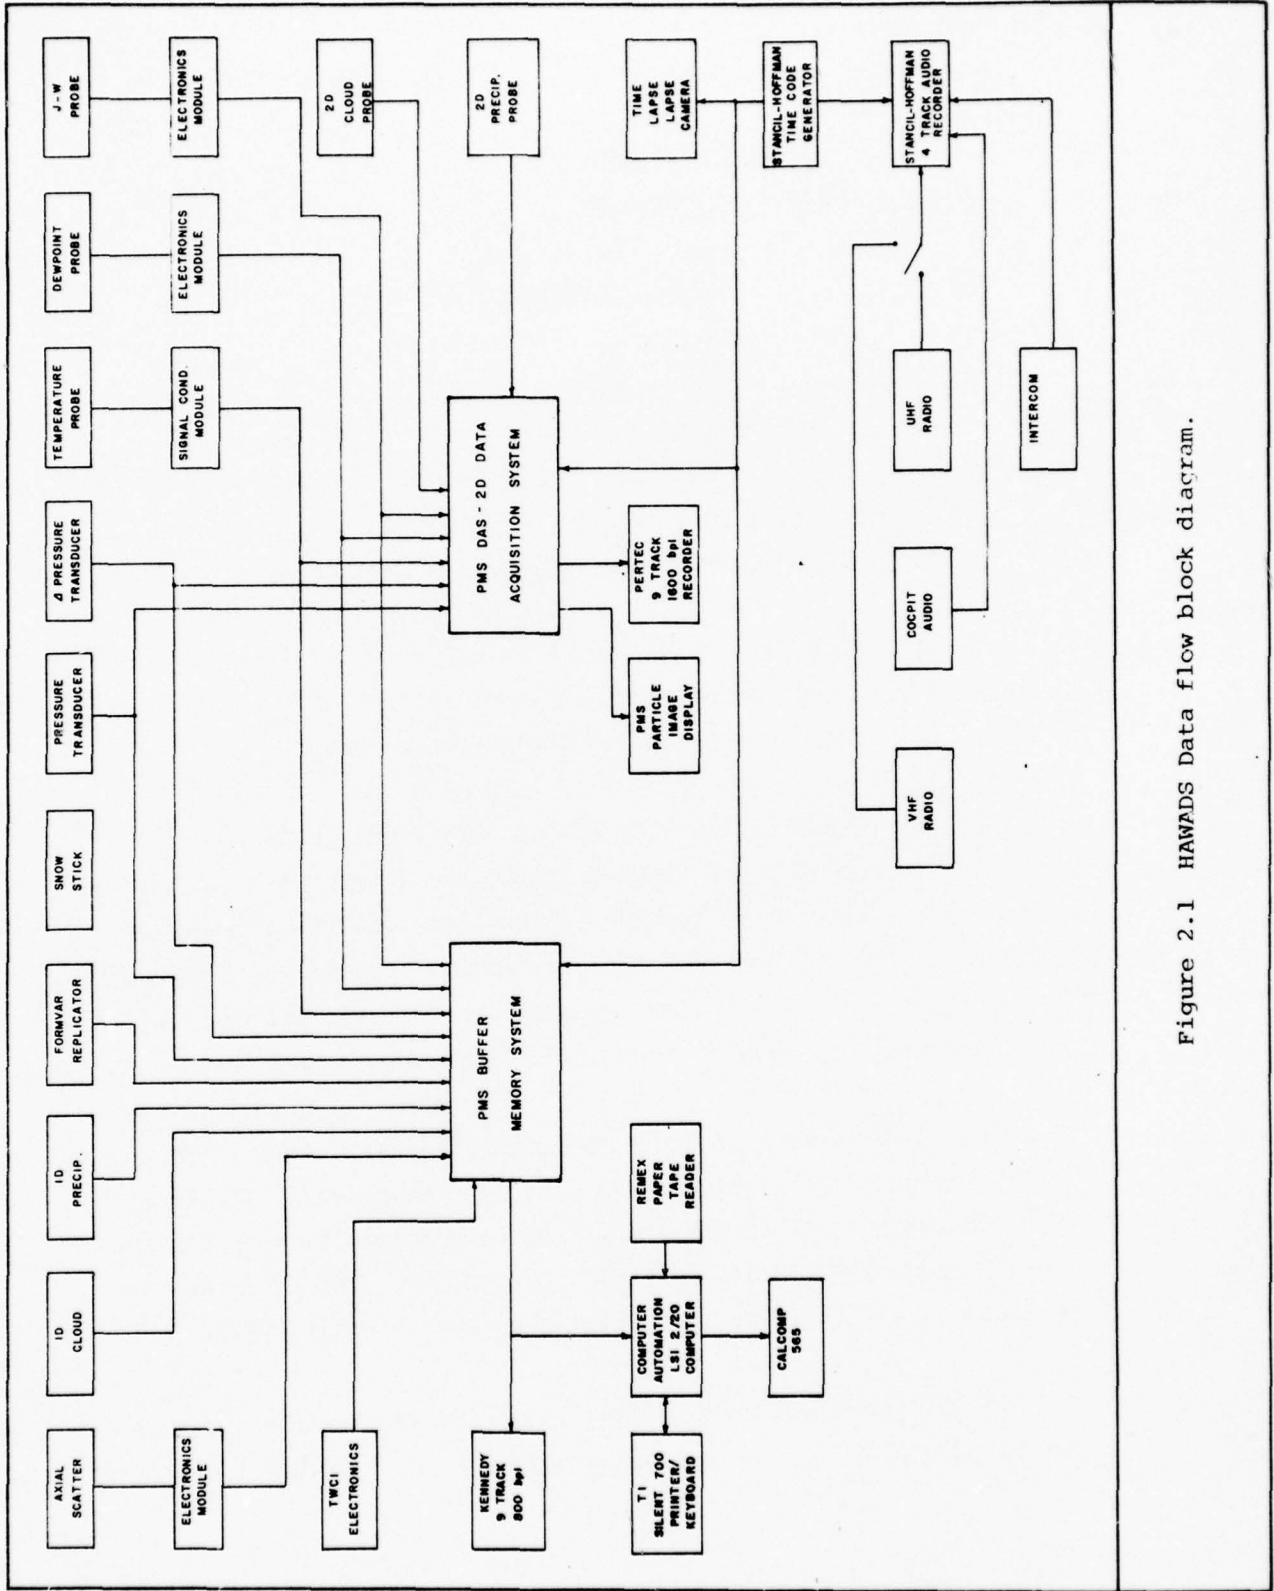 AXIAL
SCATTER
1D
CLOUD
1D
PRECIP.
FORMVAR
REPLICATOR
SNOW
STICK
PRESSURE
TRANSDUCER
Δ PRESSURE
TRANSDUCER
TEMPERATURE
PROBE
DEWPOINT
PROBE
J-W
PROBE
ELECTRONICS
MODULE
SIGNAL COND.
MODULE
ELECTRONICS
MODULE
ELECTRONICS
MODULE
TWCI
ELECTRONICS
2D
CLOUD
PROBE
PMS BUFFER
MEMORY SYSTEM
PMS DAS-2D DATA
ACQUISITION SYSTEM
KENNEDY
9 TRACK
800 bpi
2D
PRECIP.
PROBE
TI
SILENT 700
PRINTER/
KEYBOARD
COMPUTER
AUTOMATION
LSI 2/20
COMPUTER
REMEX
PAPER
TAPE
READER
PMS
PARTICLE
IMAGE
DISPLAY
PERTEC
9 TRACK
1600 bpi
RECORDER
TIME
LAPSE
LAPSE
CAMERA
CALCOMP
565
STANCIL-HOFFMAN
TIME CODE
GENERATOR
VHF
RADIO
COCPIT
AUDIO
UHF
RADIO
STANCIL-HOFFMAN
4 TRACK AUDIO
RECORDER
INTERCOM
Figure 2.1 HAWADS Data flow block diagram.